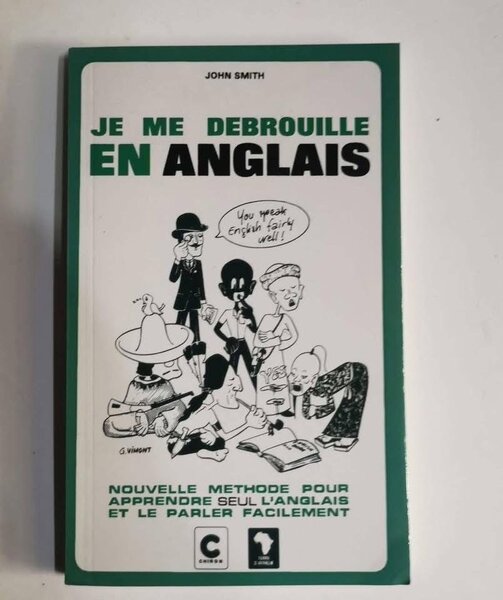 JOHN SMITH
JE ME DEBROUILLE
EN ANGLAIS
You speak
English fairly
well!
G. VIMONT
NOUVELLE METHODE POUR
APPRENDRE SEUL L'ANGLAIS
ET LE PARLER FACILEMENT
C
CHIRON